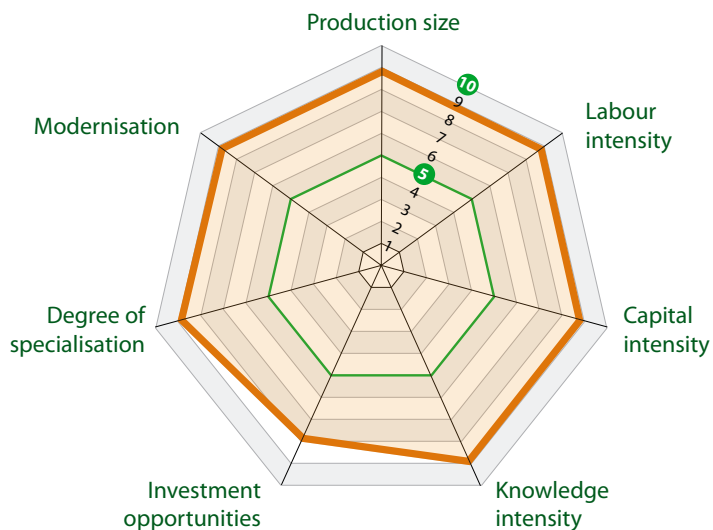 Production size
10
9
8
7
6
5
4
3
2
1
Labour
intensity
Modernisation
Capital
intensity
Degree of
specialisation
Investment
opportunities
Knowledge
intensity